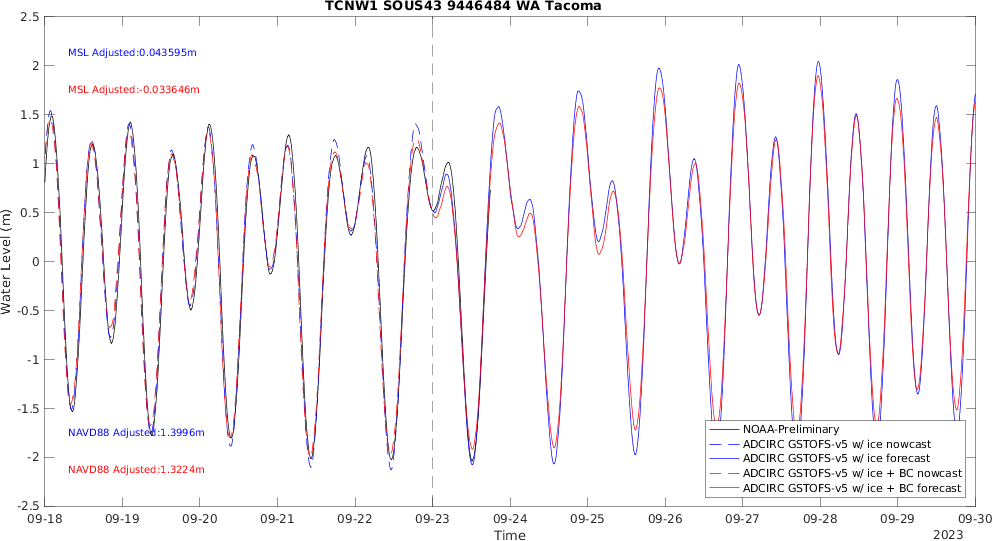 TCNW1 SOUS43 9446484 WA Tacoma
MSL Adjusted:0.043595m
MSL Adjusted:-0.033646m
NAVD88 Adjusted:1.3996m
NAVD88 Adjusted:1.3224m
Water Level (m)
2.5
2
1.5
1
0.5
0
-0.5
-1
-1.5
-2
-2.5
NOAA-Preliminary
ADCIRC GSTOFS-v5 w/ ice nowcast
ADCIRC GSTOFS-v5 w/ ice forecast
ADCIRC GSTOFS-v5 w/ ice + BC nowcast
ADCIRC GSTOFS-v5 w/ ice + BC forecast
09-18 09-19 09-20 09-21 09-22 09-23 09-24 09-25 09-26 09-27 09-28 09-29 09-30
Time
2023